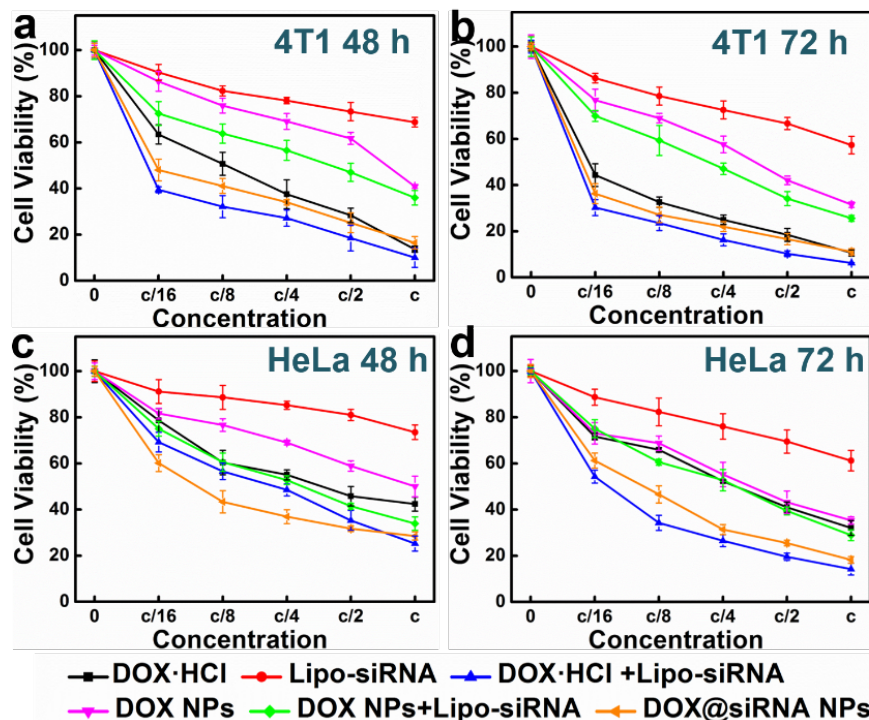 a
4T1 48 h
Cell Viability (%)
100
80
60
40
20
0
0 c/16 c/8 c/4 c/2 c
Concentration
b
4T1 72 h
Cell Viability (%)
100
80
60
40
20
0
0 c/16 c/8 c/4 c/2 c
Concentration
c
HeLa 48 h
Cell Viability (%)
100
80
60
40
20
0
0 c/16 c/8 c/4 c/2 c
Concentration
d
HeLa 72 h
Cell Viability (%)
100
80
60
40
20
0
0 c/16 c/8 c/4 c/2 c
Concentration
DOX·HCl Lipo-siRNA DOX·HCl +Lipo-siRNA
DOX NPs DOX NPs+Lipo-siRNA DOX@siRNA NPs